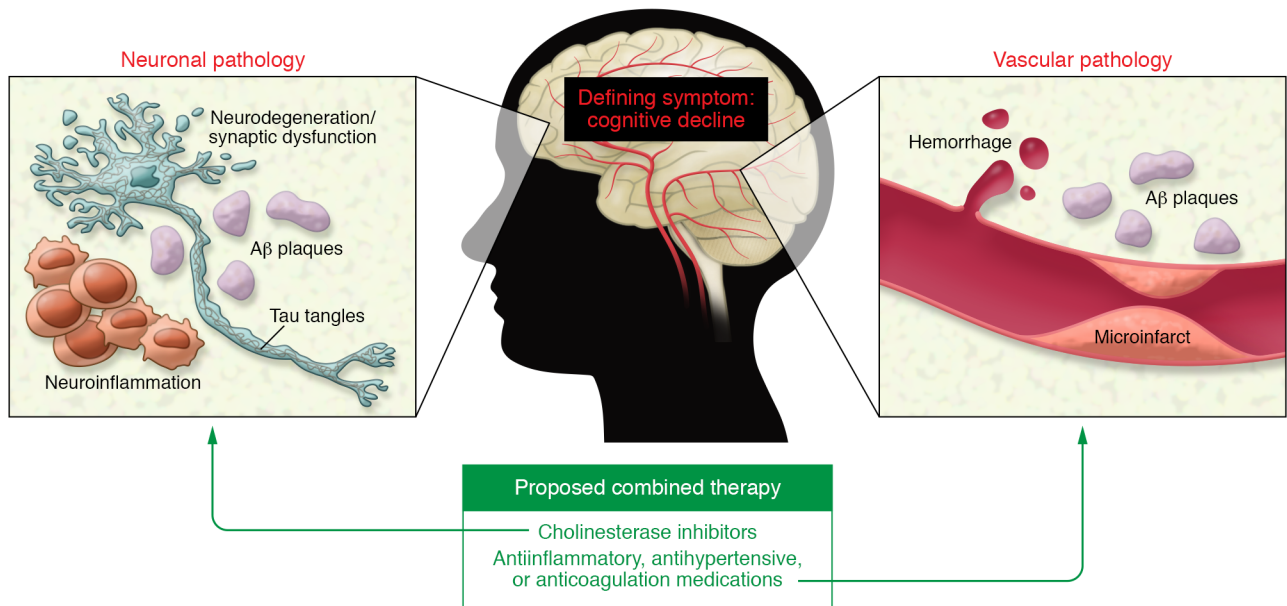 Neuronal pathology
Neurodegeneration/
synaptic dysfunction
Aβ plaques
Tau tangles
Neuroinflammation
Defining symptom:
cognitive decline
Vascular pathology
Hemorrhage
Aβ plaques
Microinfarct
Proposed combined therapy
Cholinesterase inhibitors
Antiinflammatory, antihypertensive,
or anticoagulation medications